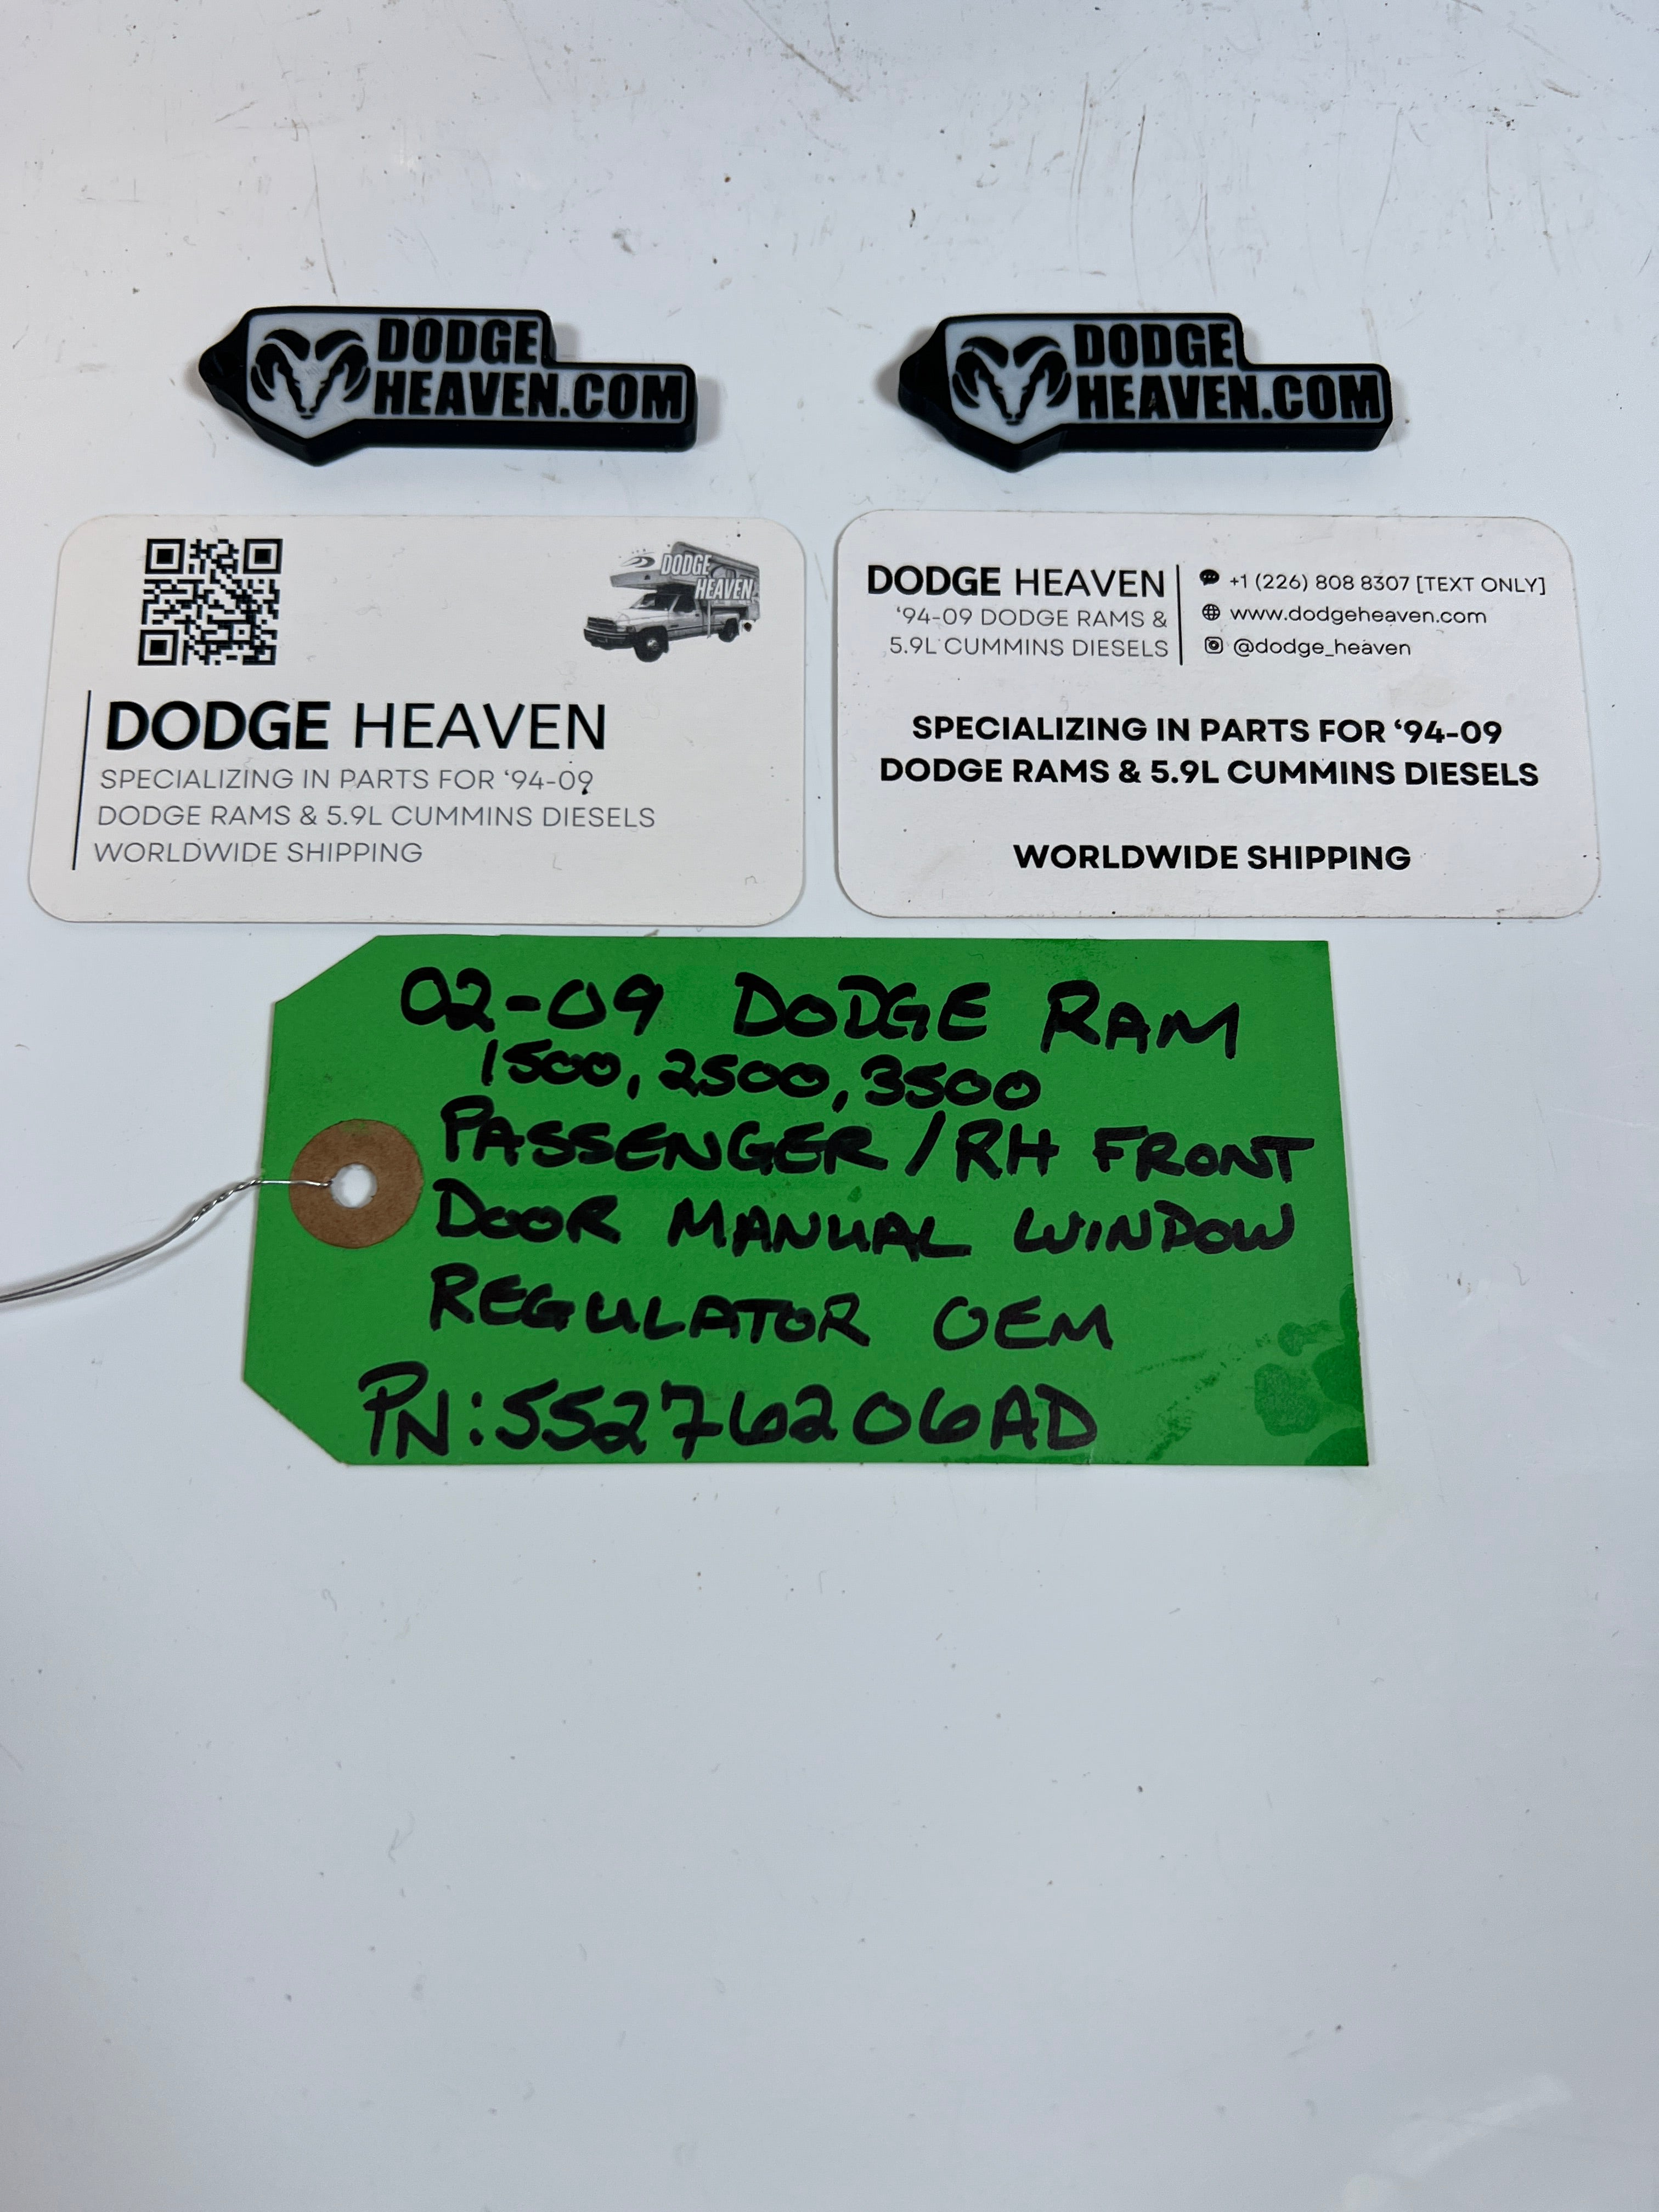 DODGE
HEAVEN.COM
DODGE
HEAVEN.COM
DODGE
HEAVEN
DODGE HEAVEN
SPECIALIZING IN PARTS FOR ‘94-09
DODGE RAMS & 5.9L CUMMINS DIESELS
WORLDWIDE SHIPPING
DODGE HEAVEN
‘94-09 DODGE RAMS &
5.9L CUMMINS DIESELS
+1 (226) 808 8307 [TEXT ONLY]
www.dodgeheaven.com
@dodge_heaven
SPECIALIZING IN PARTS FOR ‘94-09
DODGE RAMS & 5.9L CUMMINS DIESELS
WORLDWIDE SHIPPING
02-09 DODGE RAM
1500, 2500, 3500
PASSENGER / RH FRONT
DOOR MANUAL WINDOW
REGULATOR OEM
PN: 55276206AD